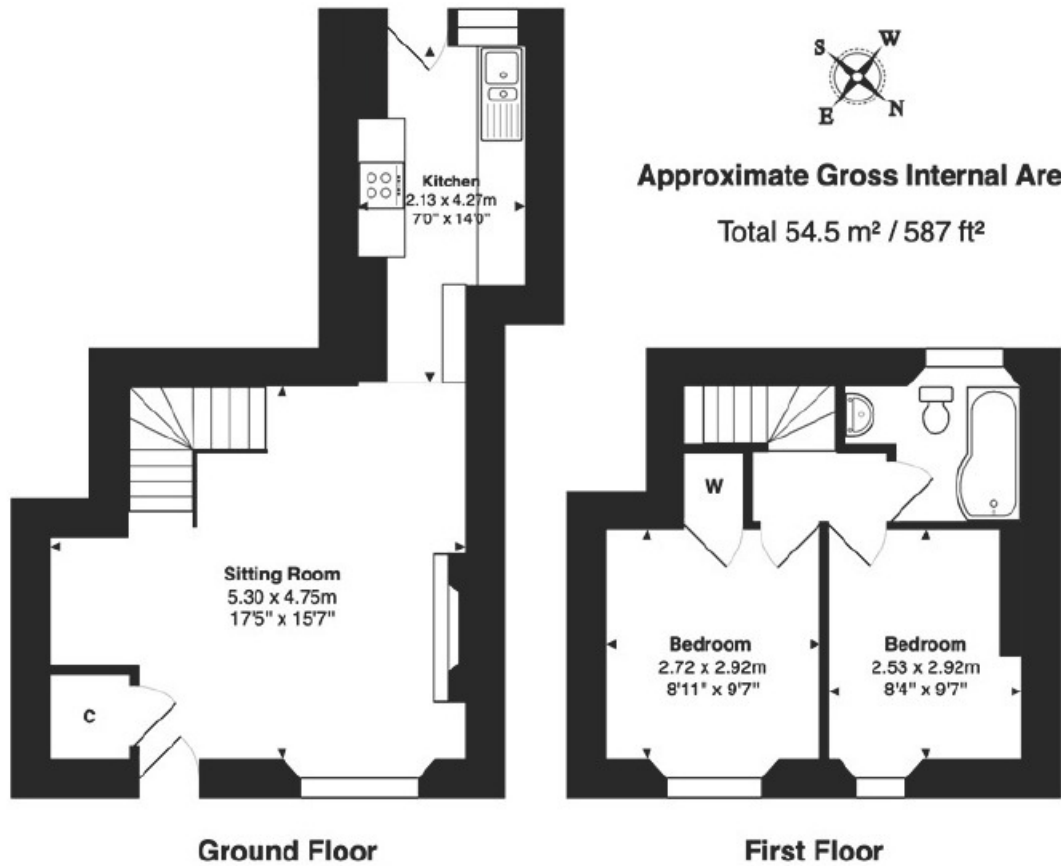 S W
E N
Approximate Gross Internal Are
Total 54.5 m² / 587 ft²
Kitchen
2.13 x 4.27m
7'0" x 14'0"
Sitting Room
5.30 x 4.75m
17'5" x 15'7"
C
W
Bedroom
2.72 x 2.92m
8'11" x 9'7"
Bedroom
2.53 x 2.92m
8'4" x 9'7"
Ground Floor
First Floor